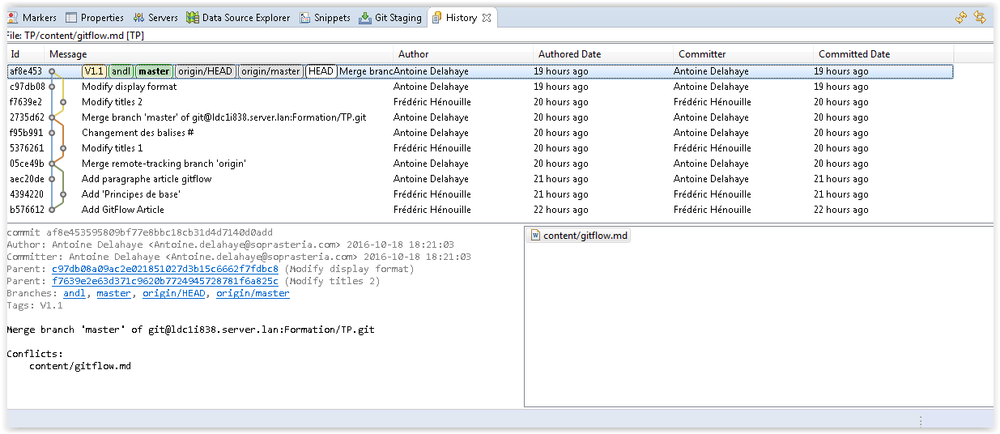 Markers Properties Servers Data Source Explorer Snippets Git Staging History
File: TP/content/gitflow.md [TP]
Id Message Author Authored Date Committer Committed Date
af8e453 V1.1 andl master origin/HEAD origin/master HEAD Merge branc Antoine Delahaye 19 hours ago Antoine Delahaye 19 hours ago
c97db08 Modify display format Antoine Delahaye 19 hours ago Antoine Delahaye 19 hours ago
f7639e2 Modify titles 2 Frédéric Hénouille 20 hours ago Frédéric Hénouille 20 hours ago
2735d62 Merge branch 'master' of git@ldc1i838.server.lan:Formation/TP.git Antoine Delahaye 20 hours ago Antoine Delahaye 20 hours ago
f95b991 Changement des balises # Antoine Delahaye 20 hours ago Antoine Delahaye 20 hours ago
5376261 Modify titles 1 Frédéric Hénouille 20 hours ago Frédéric Hénouille 20 hours ago
05ce49b Merge remote-tracking branch 'origin' Antoine Delahaye 20 hours ago Antoine Delahaye 20 hours ago
aec20de Add paragraphe article gitflow Antoine Delahaye 21 hours ago Antoine Delahaye 21 hours ago
4394220 Add 'Principes de base' Frédéric Hénouille 21 hours ago Frédéric Hénouille 21 hours ago
b576612 Add GitFlow Article Frédéric Hénouille 22 hours ago Frédéric Hénouille 22 hours ago
commit af8e453595809bf77e8bbc18cb31d4d7140d0add
Author: Antoine Delahaye <Antoine.delahaye@soprasteria.com> 2016-10-18 18:21:03
Committer: Antoine Delahaye <Antoine.delahaye@soprasteria.com> 2016-10-18 18:21:03
Parent: c97db08a09ac2e021851027d3b15c6662f7fdbc8 (Modify display format)
Parent: f7639e2e63d371c9620b7724945728781f6a825c (Modify titles 2)
Branches: andl, master, origin/HEAD, origin/master
Tags: V1.1
Merge branch 'master' of git@ldc1i838.server.lan:Formation/TP.git
Conflicts:
content/gitflow.md
content/gitflow.md